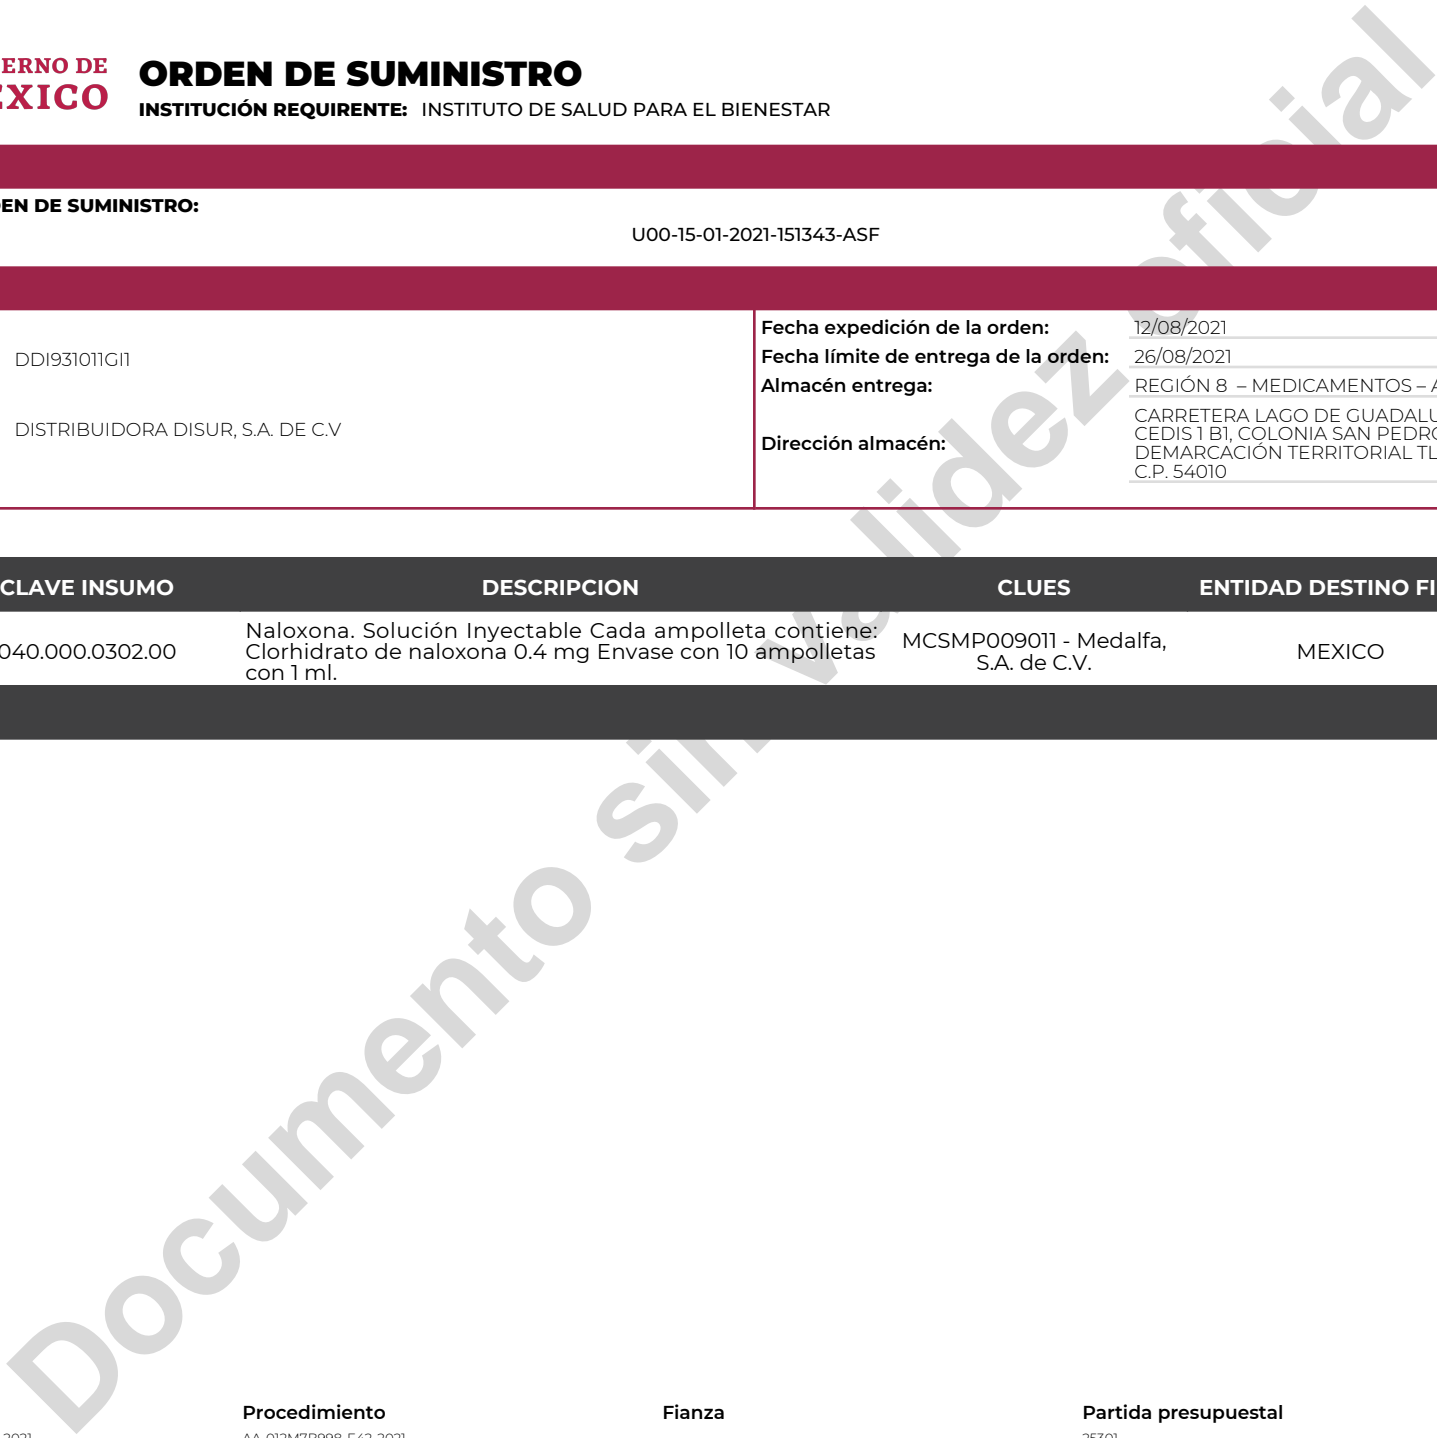 ERNO DE
EXICO
ORDEN DE SUMINISTRO
INSTITUCIÓN REQUIRENTE: INSTITUTO DE SALUD PARA EL BIENESTAR
EN DE SUMINISTRO:
U00-15-01-2021-151343-ASF
DDI931011GI1
DISTRIBUIDORA DISUR, S.A. DE C.V
Fecha expedición de la orden: 12/08/2021
Fecha límite de entrega de la orden: 26/08/2021
Almacén entrega: REGIÓN 8 – MEDICAMENTOS – A
Dirección almacén:
CARRETERA LAGO DE GUADALU
CEDIS 1 B1, COLONIA SAN PEDRO
DEMARCACIÓN TERRITORIAL TL
C.P. 54010
CLAVE INSUMO DESCRIPCION CLUES ENTIDAD DESTINO FI
040.000.0302.00
Naloxona. Solución Inyectable Cada ampolleta contiene:
Clorhidrato de naloxona 0.4 mg Envase con 10 ampolletas
con 1 ml.
MCSMP009011 - Medalfa,
S.A. de C.V.
MEXICO
Documento sin validez oficial
Procedimiento Fianza Partida presupuestal